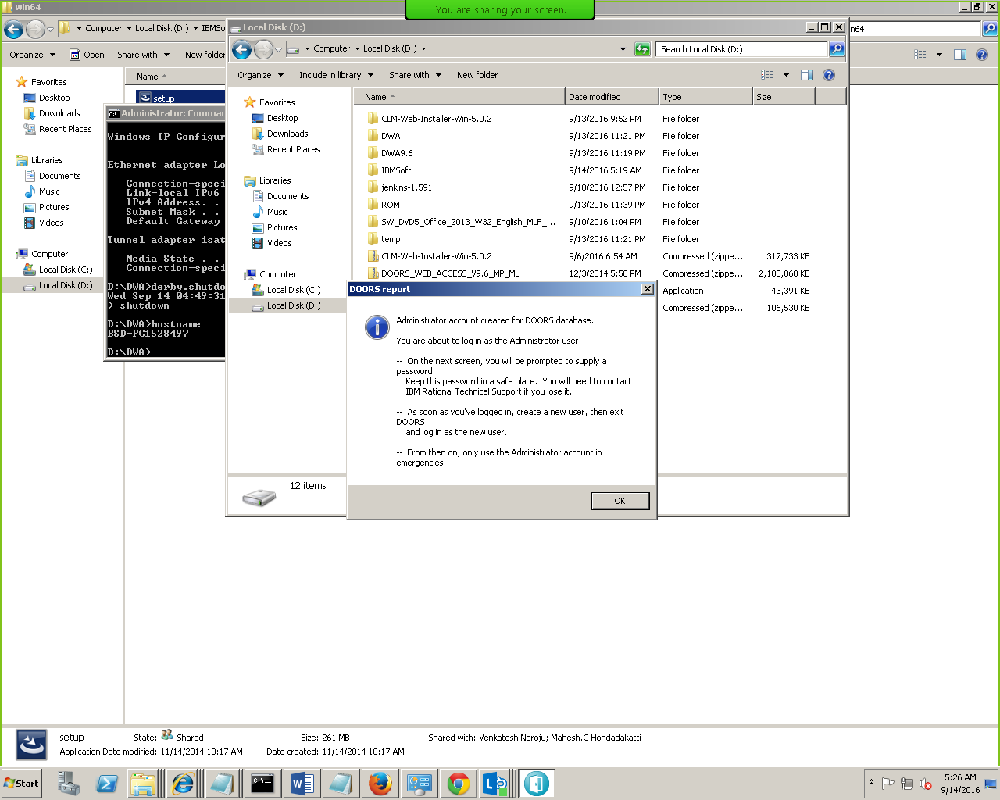 win64
You are sharing your screen.
Computer Local Disk (D:) IBMSo
n64
Organize Open Share with New folder
Favorites
Desktop
Downloads
Recent Places
Libraries
Documents
Music
Pictures
Videos
Computer
Local Disk (C:)
Local Disk (D:)
Name
setup
Administrator: Comma
Windows IP Configur
Ethernet adapter Lo
Connection-speci
Link-local IPv6
IPv4 Address. .
Subnet Mask . .
Default Gateway
Tunnel adapter isat
Media State . . .
Connection-speci
D:\DWA>derby.shutdo
Wed Sep 14 04:49:31
> shutdown
D:\DWA>hostname
BSD-PC1528497
D:\DWA>
Local Disk (D:)
Computer Local Disk (D:)
Search Local Disk (D:)
Organize Include in library Share with New folder
Favorites
Desktop
Downloads
Recent Places
Libraries
Documents
Music
Pictures
Videos
Computer
Local Disk (C:)
Local Disk (D:)
Name Date modified Type Size
CLM-Web-Installer-Win-5.0.2 9/13/2016 9:52 PM File folder
DWA 9/13/2016 11:21 PM File folder
DWA9.6 9/13/2016 11:19 PM File folder
IBMSoft 9/14/2016 5:19 AM File folder
jenkins-1.591 9/10/2016 12:57 PM File folder
RQM 9/13/2016 11:39 PM File folder
SW_DVD5_Office_2013_W32_English_MLF_... 9/10/2016 1:04 PM File folder
temp 9/13/2016 11:21 PM File folder
CLM-Web-Installer-Win-5.0.2 9/6/2016 6:54 AM Compressed (zippe... 317,733 KB
DOORS_WEB_ACCESS_V9.6_MP_ML 12/3/2014 5:58 PM Compressed (zippe... 2,103,860 KB
Application 43,391 KB
Compressed (zippe... 106,530 KB
12 items
DOORS report
Administrator account created for DOORS database.
You are about to log in as the Administrator user:
-- On the next screen, you will be prompted to supply a
password.
Keep this password in a safe place. You will need to contact
IBM Rational Technical Support if you lose it.
-- As soon as you've logged in, create a new user, then exit
DOORS
and log in as the new user.
-- From then on, only use the Administrator account in
emergencies.
OK
setup State: Shared Size: 261 MB Shared with: Venkatesh Naroju; Mahesh.C Hondadakatti
Application Date modified: 11/14/2014 10:17 AM Date created: 11/14/2014 10:17 AM
Start
5:26 AM
9/14/2016